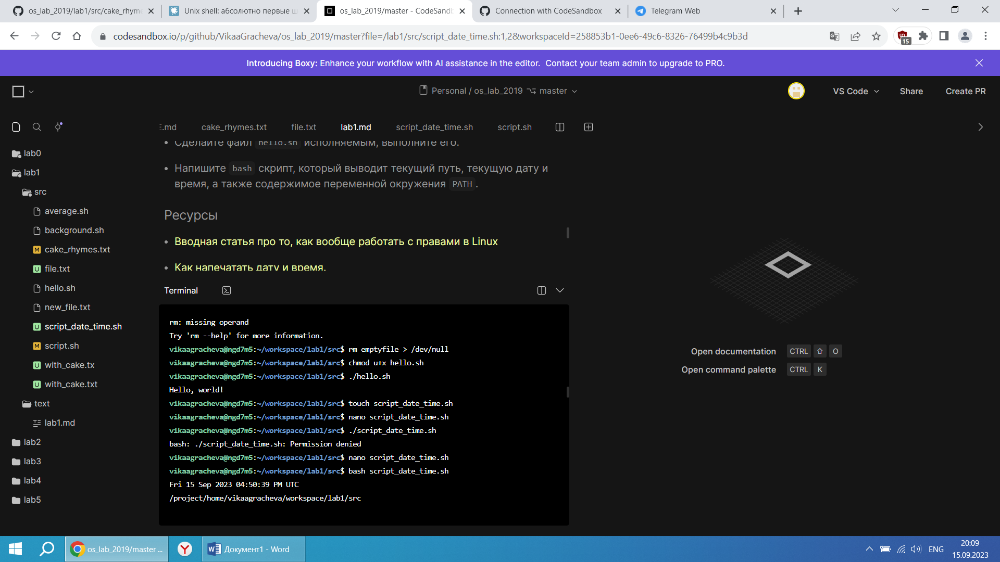 os_lab_2019/lab1/src/cake_rhyme
Unix shell: абсолютно первые ш
os_lab_2019/master - CodeSandb
Connection with CodeSandbox
Telegram Web
codesandbox.io/p/github/VikaaGracheva/os_lab_2019/master?file=/lab1/src/script_date_time.sh:1,2&workspaceId=258853b1-0ee6-49c6-8326-76499b4c9b3d
15
Introducing Boxy: Enhance your workflow with AI assistance in the editor. Contact your team admin to upgrade to PRO.
Personal / os_lab_2019 master
VS Code
Share
Create PR
E.md
cake_rhymes.txt
file.txt
lab1.md
script_date_time.sh
script.sh
lab0
lab1
src
average.sh
background.sh
M cake_rhymes.txt
U file.txt
hello.sh
new_file.txt
U script_date_time.sh
M script.sh
U with_cake.tx
U with_cake.txt
text
lab1.md
lab2
lab3
lab4
lab5
• Сделайте файл hello.sh исполняемым, выполните его.
• Напишите bash скрипт, который выводит текущий путь, текущую дату и
время, а также содержимое переменной окружения PATH.
Ресурсы
• Вводная статья про то, как вообще работать с правами в Linux
• Как напечатать дату и время.
Terminal
rm: missing operand
Try 'rm --help' for more information.
vikaagracheva@ngd7m5:~/workspace/lab1/src$ rm emptyfile > /dev/null
vikaagracheva@ngd7m5:~/workspace/lab1/src$ chmod u+x hello.sh
vikaagracheva@ngd7m5:~/workspace/lab1/src$ ./hello.sh
Hello, world!
vikaagracheva@ngd7m5:~/workspace/lab1/src$ touch script_date_time.sh
vikaagracheva@ngd7m5:~/workspace/lab1/src$ nano script_date_time.sh
vikaagracheva@ngd7m5:~/workspace/lab1/src$ ./script_date_time.sh
bash: ./script_date_time.sh: Permission denied
vikaagracheva@ngd7m5:~/workspace/lab1/src$ nano script_date_time.sh
vikaagracheva@ngd7m5:~/workspace/lab1/src$ bash script_date_time.sh
Fri 15 Sep 2023 04:50:39 PM UTC
/project/home/vikaagracheva/workspace/lab1/src
Open documentation CTRL ⇧ O
Open command palette CTRL K
os_lab_2019/master ...
Документ1 - Word
ENG
20:09
15.09.2023